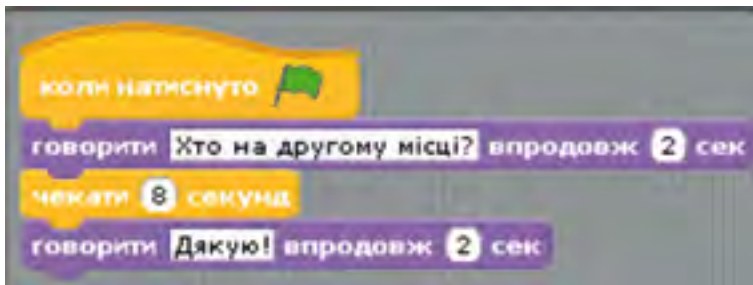 коли натиснуто
говорити Хто на другому місці? впродовж 2 сек
чекати 8 секунд
говорити Дякую! впродовж 2 сек